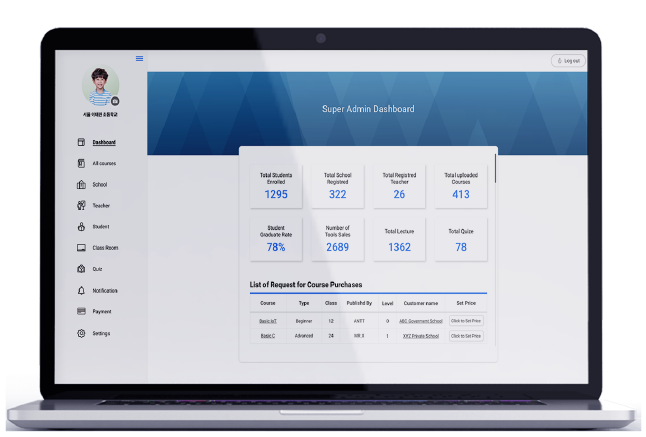 Log out
서울 이태원 초등학교
Dashboard
All courses
School
Teacher
Student
Class Room
Quiz
Notification
Payment
Settings
Super Admin Dashboard
Total Students
Enrolled
1295
Total School
Registred
322
Total Registred
Teacher
26
Total uploaded
Courses
413
Student
Graduate Rate
78%
Number of
Tools Sales
2689
Total Lecture
1362
Total Quize
78
List of Request for Course Purchases
Course Type Class Publishd By Level Customer name Set Price
Basic IoT Beginner 12 ANTT 0 ABC Goverment School Click to Set Price
Basic C Advanced 24 MR.X 1 XYZ Private School Click to Set Price